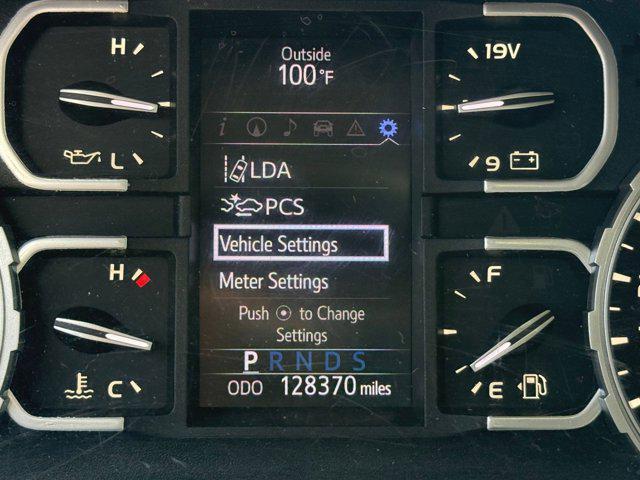 Outside
100°F
H
L
19V
9
i
LDA
PCS
Vehicle Settings
Meter Settings
Push ⊙ to Change
Settings
H
C
F
E
P R N D S
ODO 128370 miles